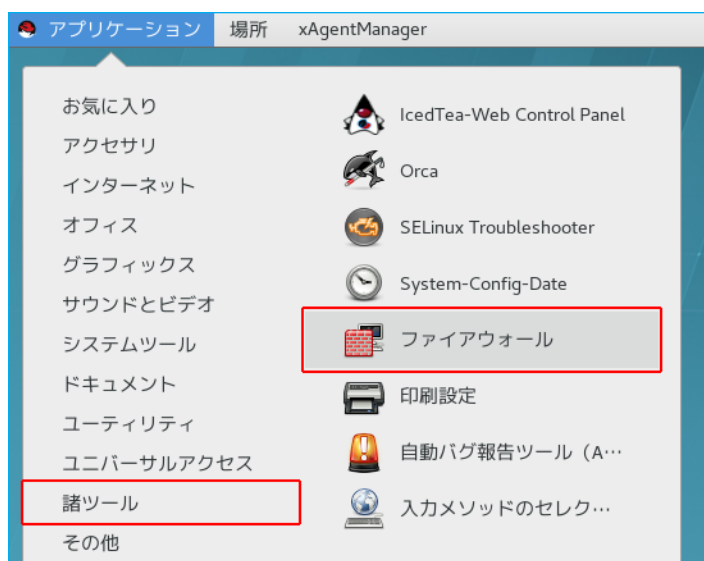 アプリケーション 場所 xAgentManager
お気に入り
アクセサリ
インターネット
オフィス
グラフィックス
サウンドとビデオ
システムツール
ドキュメント
ユーティリティ
ユニバーサルアクセス
諸ツール
その他
IcedTea-Web Control Panel
Orca
SELinux Troubleshooter
System-Config-Date
ファイアウォール
印刷設定
自動バグ報告ツール（A…
入力メソッドのセレク…